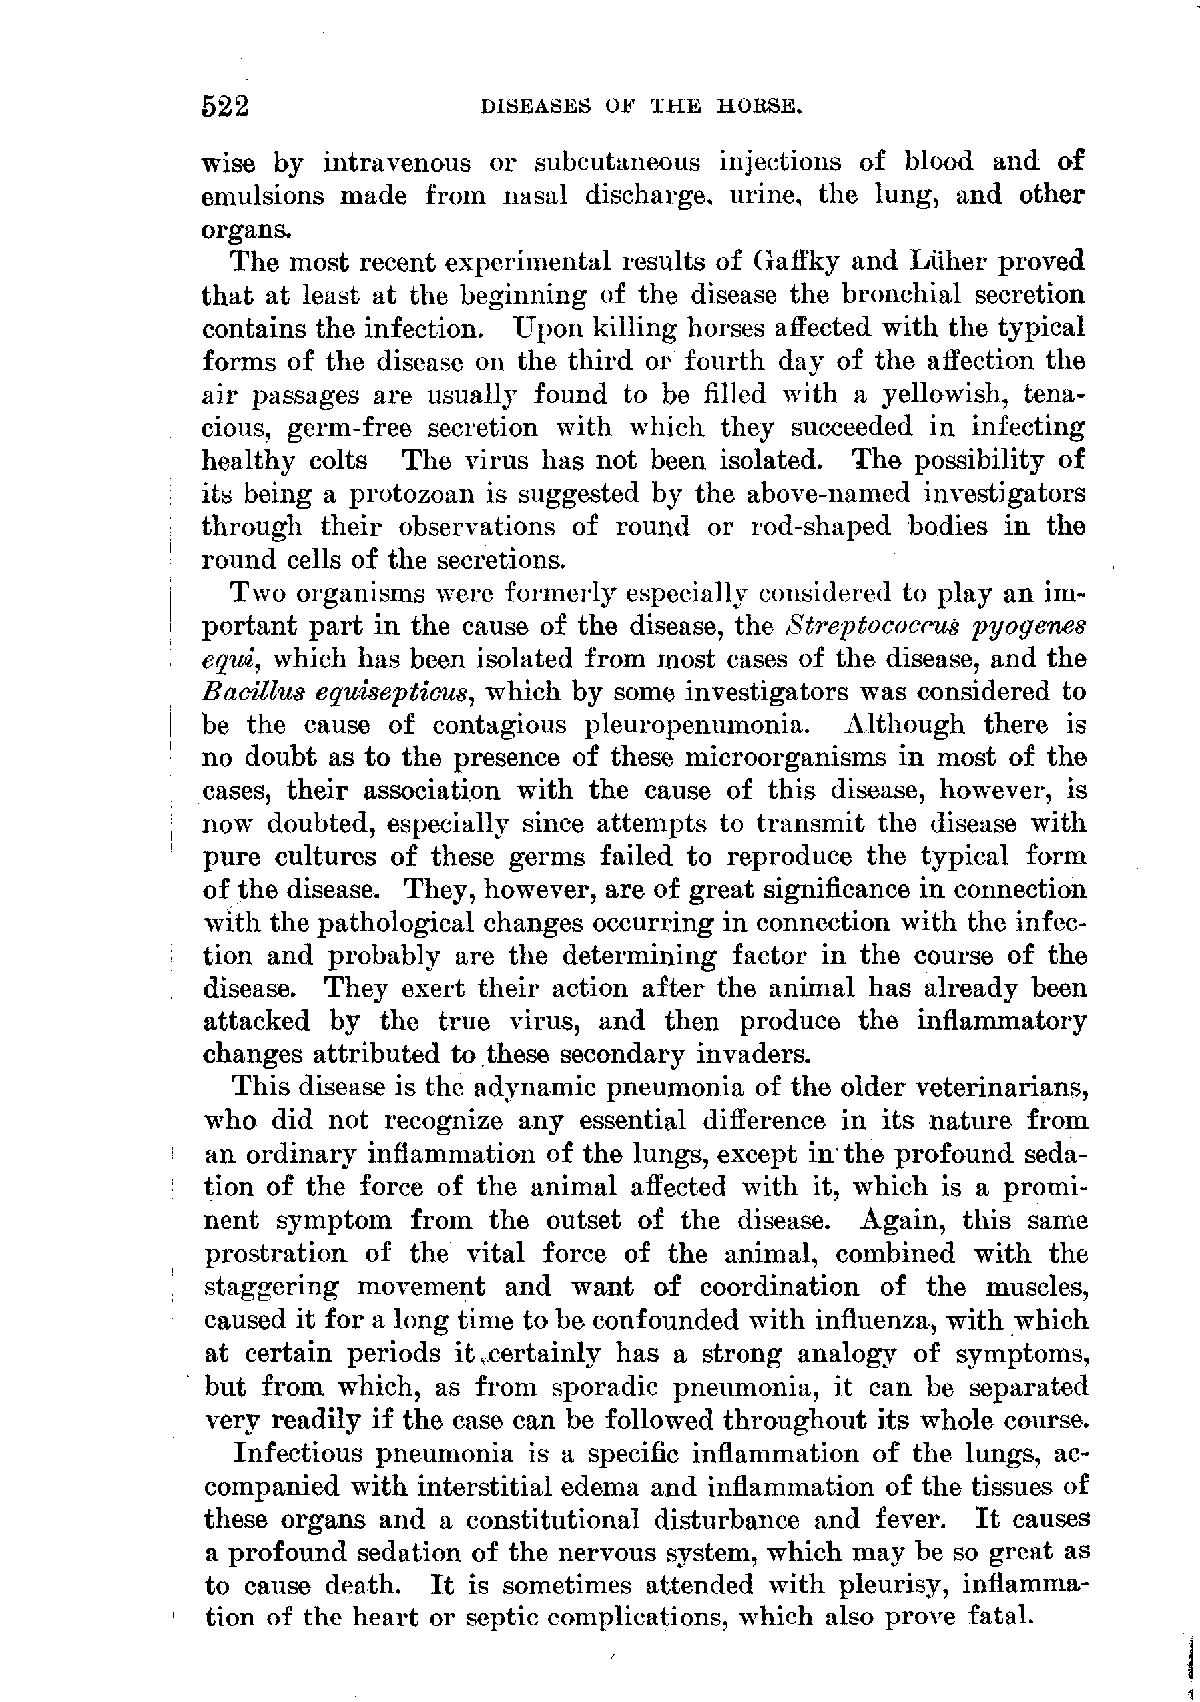 522 DISEASES OF THE HORSE.
wise by intravenous or subcutaneous injections of blood and of
emulsions made from nasal discharge, urine, the lung, and other
organs.
The most recent experimental results of Gaffky and Lüher proved
that at least at the beginning of the disease the bronchial secretion
contains the infection. Upon killing horses affected with the typical
forms of the disease on the third or fourth day of the affection the
air passages are usually found to be filled with a yellowish, tena-
cious, germ-free secretion with which they succeeded in infecting
healthy colts The virus has not been isolated. The possibility of
its being a protozoan is suggested by the above-named investigators
through their observations of round or rod-shaped bodies in the
round cells of the secretions.
Two organisms were formerly especially considered to play an im-
portant part in the cause of the disease, the Streptococcus pyogenes
equi, which has been isolated from most cases of the disease, and the
Bacillus equisepticus, which by some investigators was considered to
be the cause of contagious pleuropenumonia. Although there is
no doubt as to the presence of these microorganisms in most of the
cases, their association with the cause of this disease, however, is
now doubted, especially since attempts to transmit the disease with
pure cultures of these germs failed to reproduce the typical form
of the disease. They, however, are of great significance in connection
with the pathological changes occurring in connection with the infec-
tion and probably are the determining factor in the course of the
disease. They exert their action after the animal has already been
attacked by the true virus, and then produce the inflammatory
changes attributed to these secondary invaders.
This disease is the adynamic pneumonia of the older veterinarians,
who did not recognize any essential difference in its nature from
an ordinary inflammation of the lungs, except in the profound seda-
tion of the force of the animal affected with it, which is a promi-
nent symptom from the outset of the disease. Again, this same
prostration of the vital force of the animal, combined with the
staggering movement and want of coordination of the muscles,
caused it for a long time to be confounded with influenza, with which
at certain periods it certainly has a strong analogy of symptoms,
but from which, as from sporadic pneumonia, it can be separated
very readily if the case can be followed throughout its whole course.
Infectious pneumonia is a specific inflammation of the lungs, ac-
companied with interstitial edema and inflammation of the tissues of
these organs and a constitutional disturbance and fever. It causes
a profound sedation of the nervous system, which may be so great as
to cause death. It is sometimes attended with pleurisy, inflamma-
tion of the heart or septic complications, which also prove fatal.